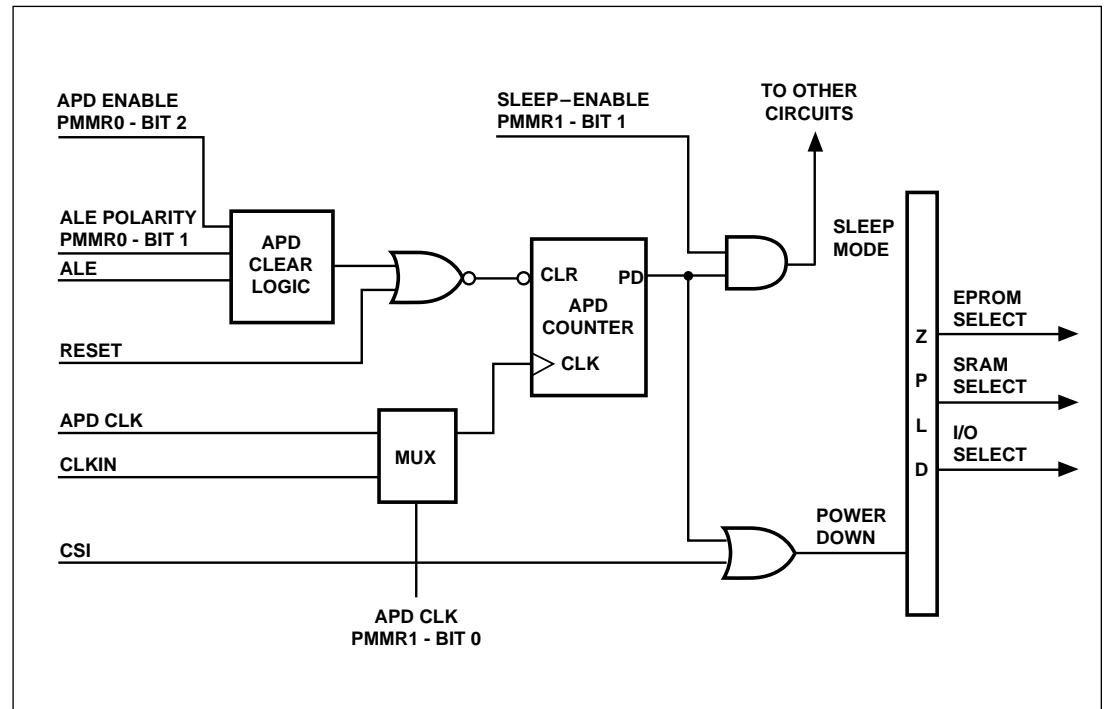 APD ENABLE
PMMR0 - BIT 2
SLEEP–ENABLE
PMMR1 - BIT 1
TO OTHER
CIRCUITS
ALE POLARITY
PMMR0 - BIT 1
ALE
APD
CLEAR
LOGIC
CLR
PD
APD
COUNTER
CLK
SLEEP
MODE
RESET
APD CLK
CLKIN
MUX
CSI
APD CLK
PMMR1 - BIT 0
POWER
DOWN
Z
P
L
D
EPROM
SELECT
SRAM
SELECT
I/O
SELECT